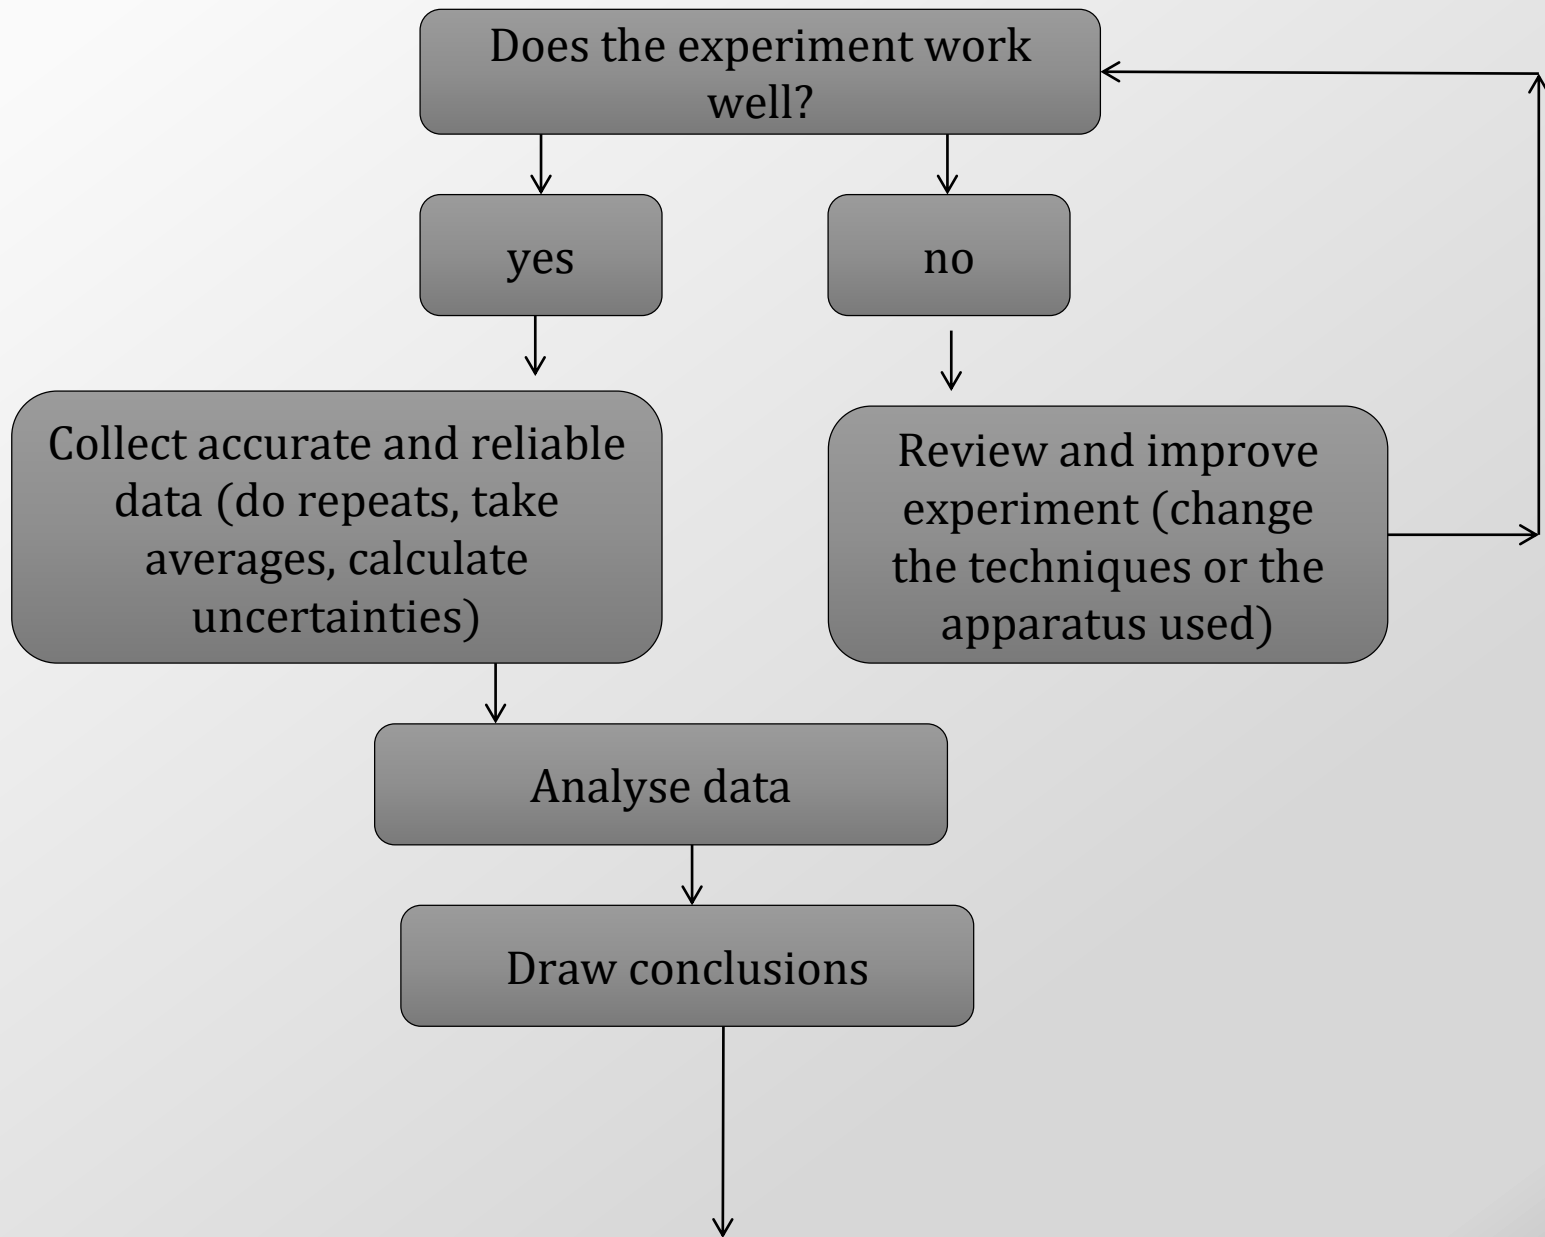 Does the experiment work
well?
yes
no
Collect accurate and reliable
data (do repeats, take
averages, calculate
uncertainties)
Review and improve
experiment (change
the techniques or the
apparatus used)
Analyse data
Draw conclusions